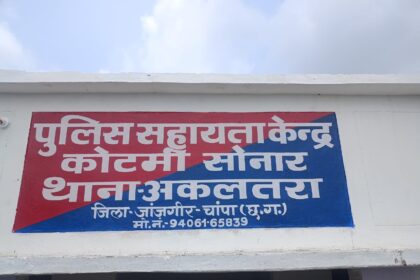 पुलिस सहायता केन्द्र
कोटमी सोनार
थाना-अकलतरा
जिला-जांजगीर-चांपा (छ.ग.)
मो.नं.-94061-65839